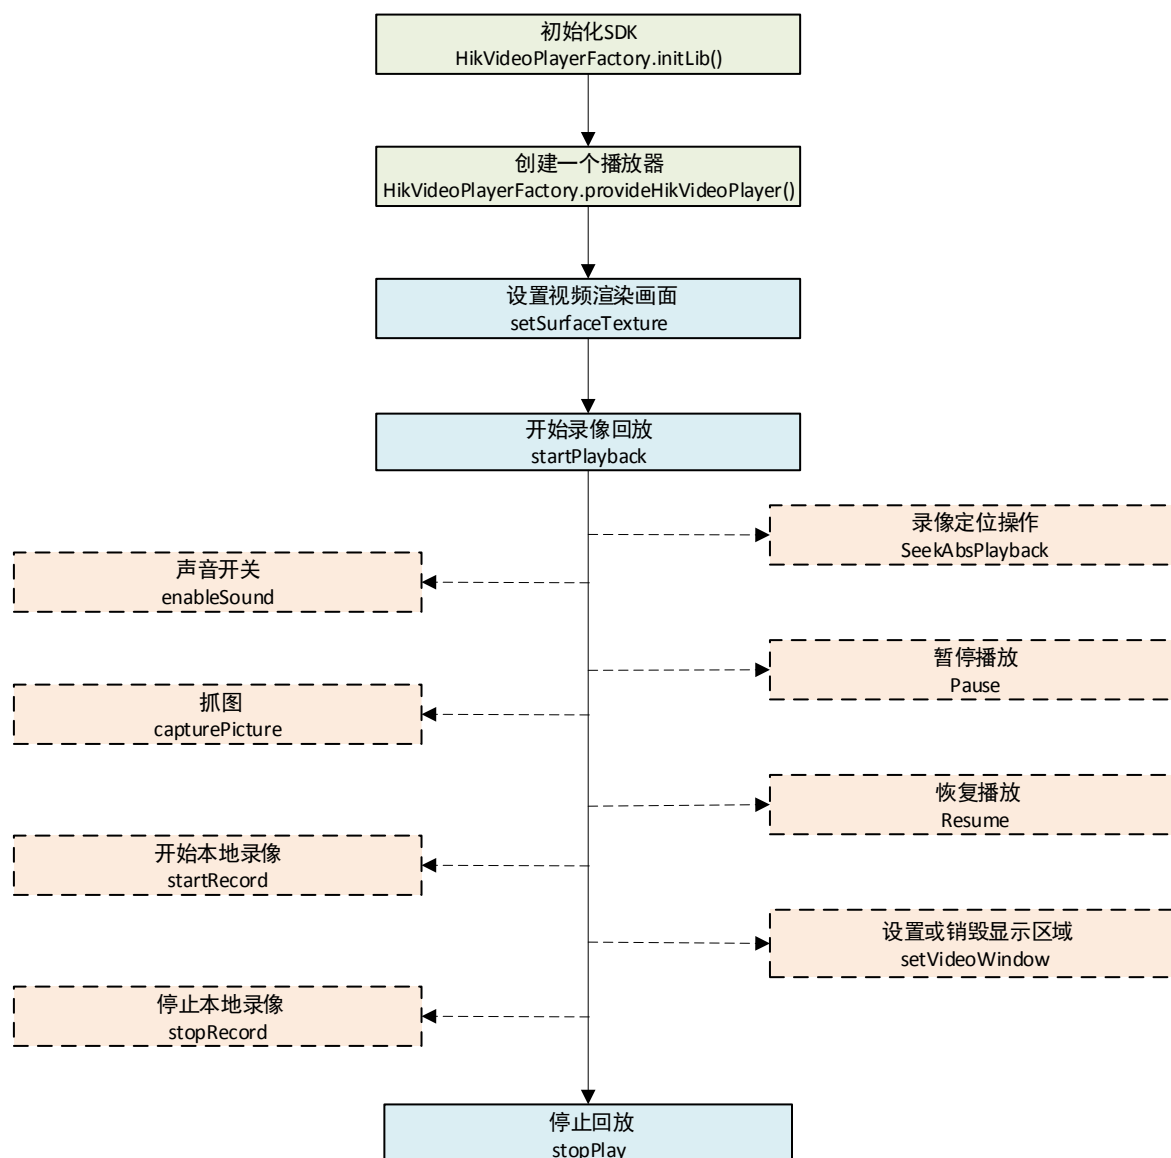 初始化SDK
HikVideoPlayerFactory.initLib()
创建一个播放器
HikVideoPlayerFactory.provideHikVideoPlayer()
设置视频渲染画面
setSurfaceTexture
开始录像回放
startPlayback
录像定位操作
SeekAbsPlayback
声音开关
enableSound
暂停播放
Pause
抓图
capturePicture
恢复播放
Resume
开始本地录像
startRecord
设置或销毁显示区域
setVideoWindow
停止本地录像
stopRecord
停止回放
stopPlay